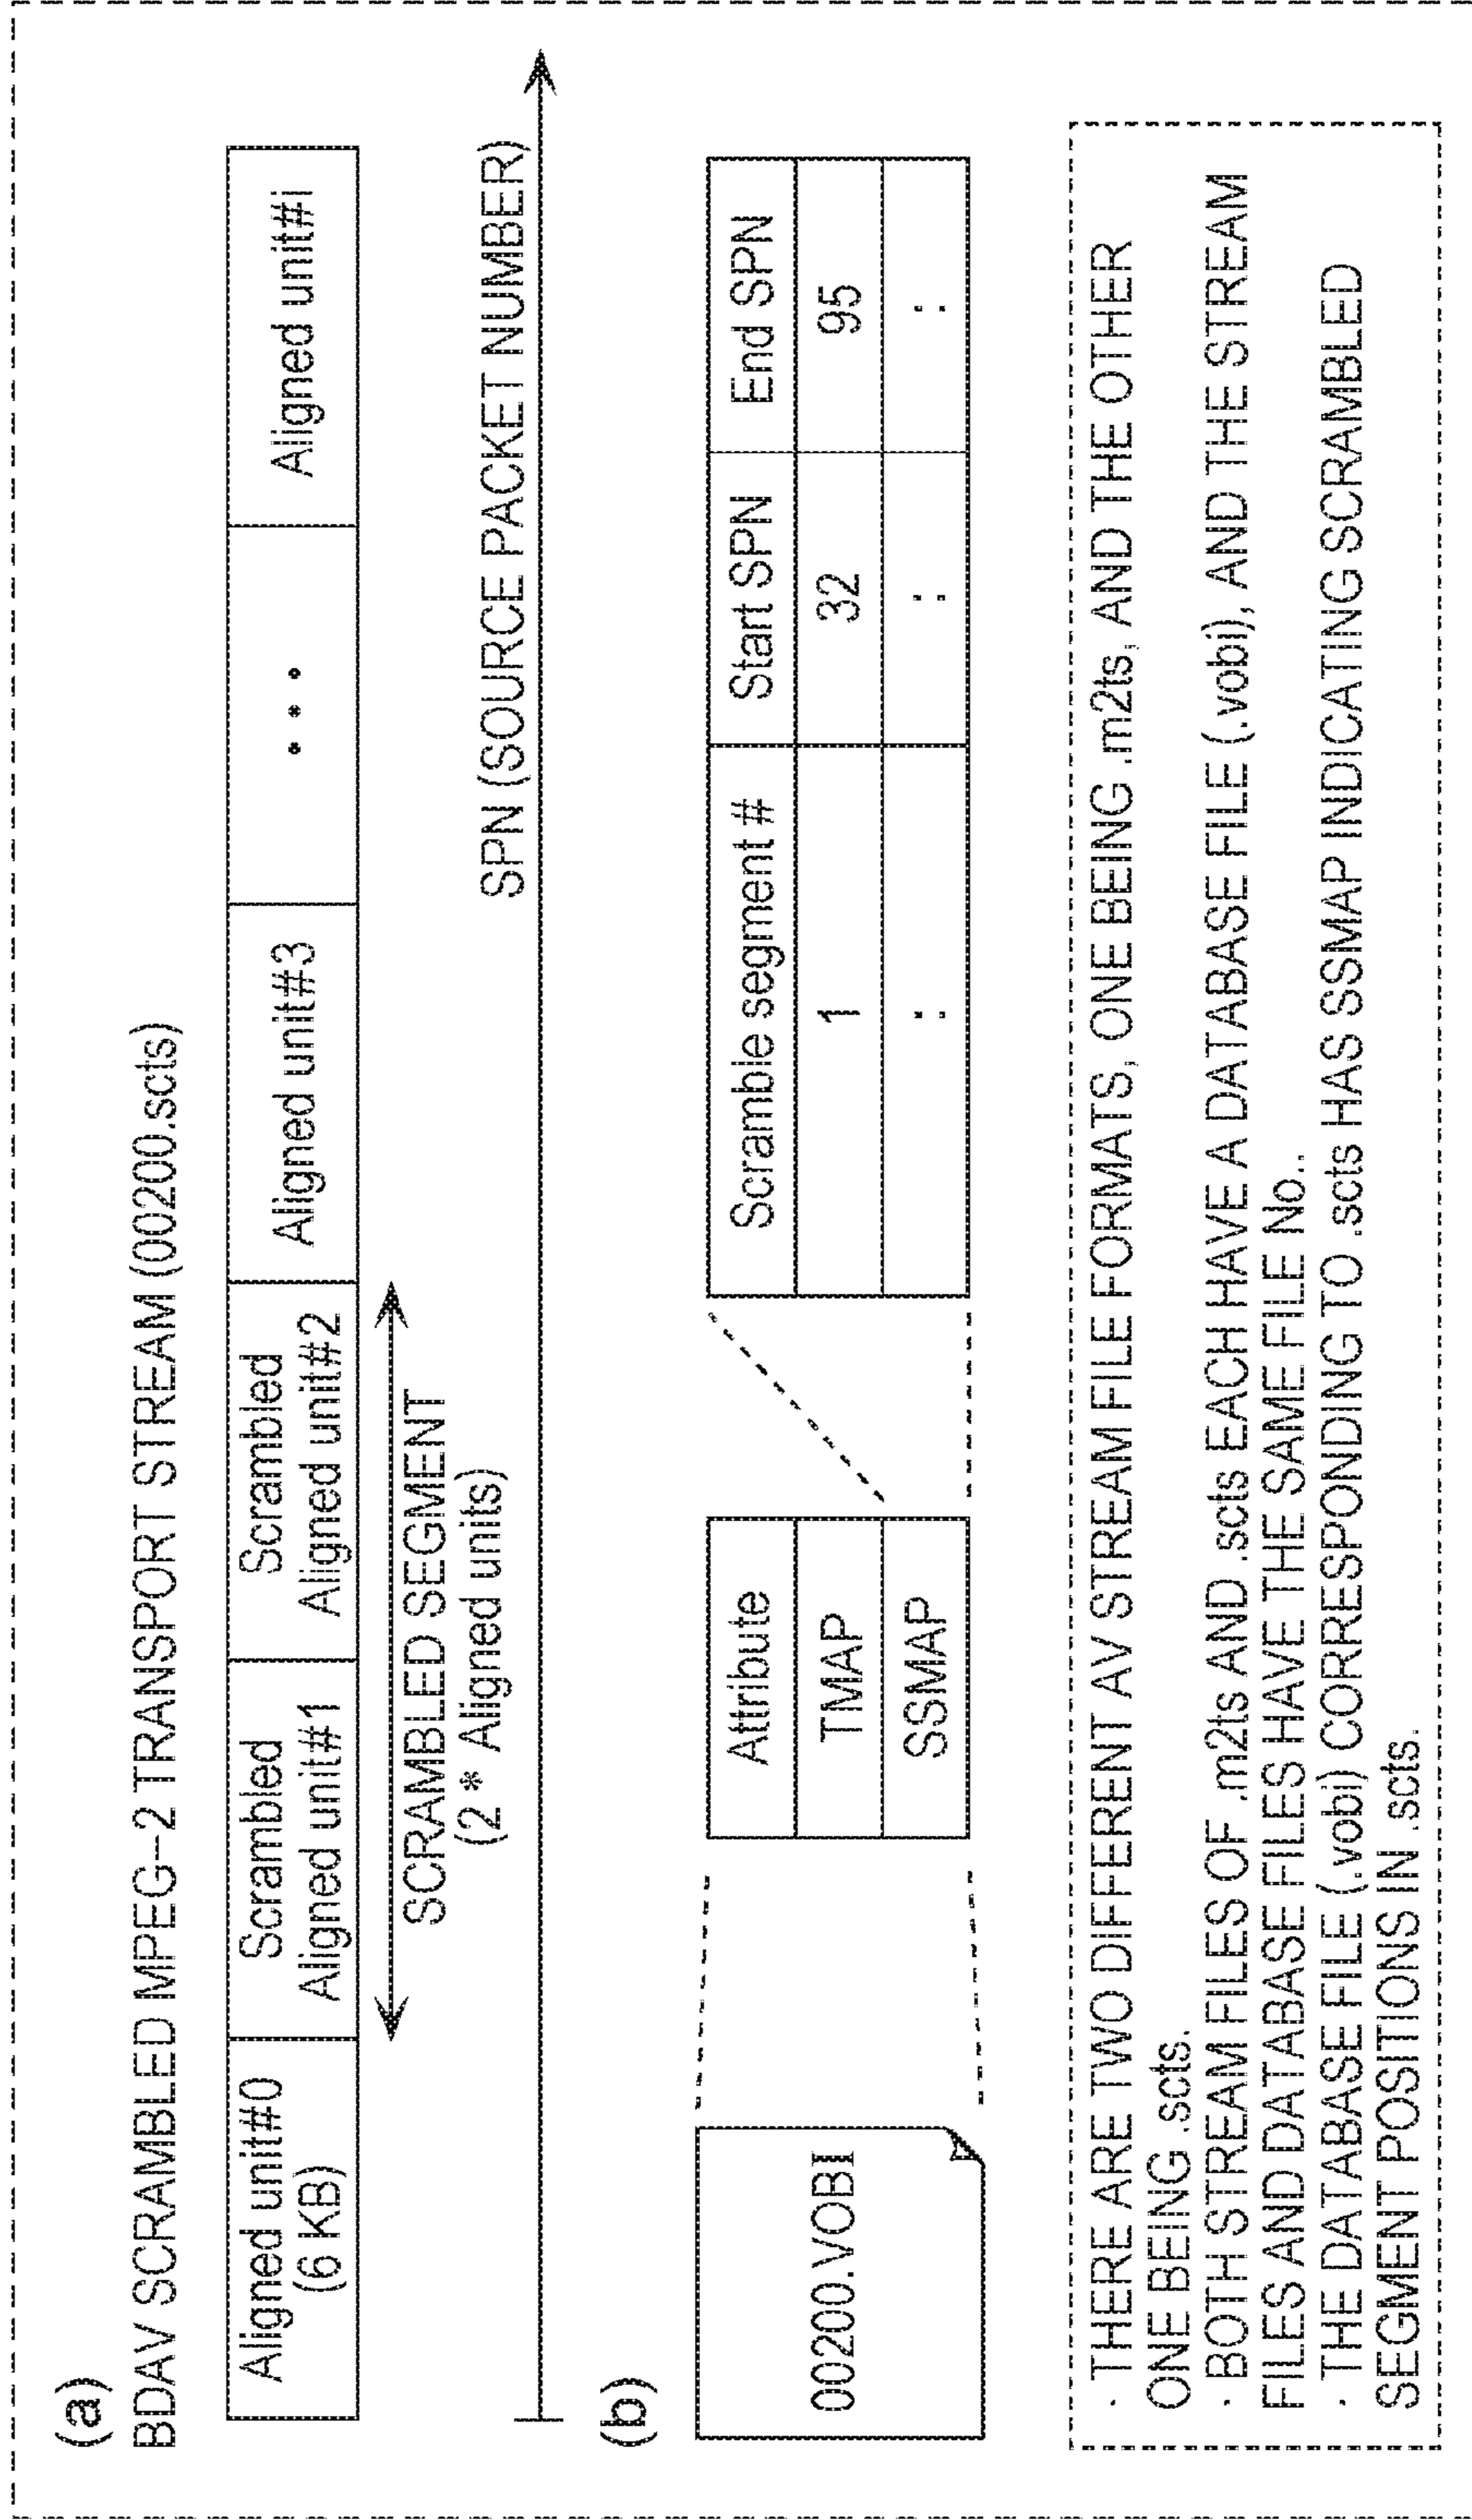 (a)
BDAV SCRAMBLED MPEG-2 TRANSPORT STREAM (00200.scts)
Aligned unit#0
(6 KB)
Scrambled
Aligned unit#1
Scrambled
Aligned unit#2
Aligned unit#3
• • •
Aligned unit#i
SCRAMBLED SEGMENT
(2 * Aligned units)
SPN (SOURCE PACKET NUMBER)
(b)
00200.VOBI
Attribute
TMAP
SSMAP
Scramble segment # Start SPN End SPN
1 32 95
: : :
· THERE ARE TWO DIFFERENT AV STREAM FILE FORMATS, ONE BEING .m2ts, AND THE OTHER
ONE BEING .scts.
· BOTH STREAM FILES OF .m2ts AND .scts EACH HAVE A DATABASE FILE (.vobi), AND THE STREAM
FILES AND DATABASE FILES HAVE THE SAME FILE No..
· THE DATABASE FILE (.vobi) CORRESPONDING TO .scts HAS SSMAP INDICATING SCRAMBLED
SEGMENT POSITIONS IN .scts.